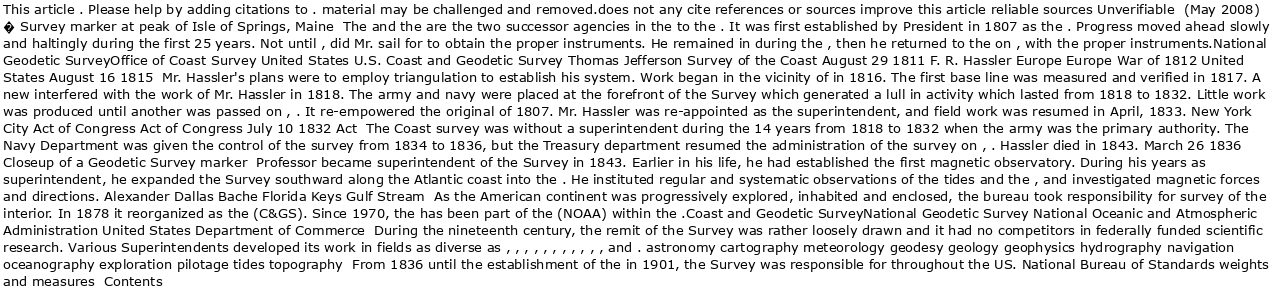 This article . Please help by adding citations to . material may be challenged and removed.does not any cite references or sources improve this article reliable sources Unverifiable  (May 2008)
� Survey marker at peak of Isle of Springs, Maine  The and the are the two successor agencies in the to the . It was first established by President in 1807 as the . Progress moved ahead slowly
and haltingly during the first 25 years. Not until , did Mr. sail for to obtain the proper instruments. He remained in during the , then he returned to the on , with the proper instruments.National
Geodetic SurveyOffice of Coast Survey United States U.S. Coast and Geodetic Survey Thomas Jefferson Survey of the Coast August 29 1811 F. R. Hassler Europe Europe War of 1812 United
States August 16 1815  Mr. Hassler's plans were to employ triangulation to establish his system. Work began in the vicinity of in 1816. The first base line was measured and verified in 1817. A
new interfered with the work of Mr. Hassler in 1818. The army and navy were placed at the forefront of the Survey which generated a lull in activity which lasted from 1818 to 1832. Little work
was produced until another was passed on , . It re-empowered the original of 1807. Mr. Hassler was re-appointed as the superintendent, and field work was resumed in April, 1833. New York
City Act of Congress Act of Congress July 10 1832 Act  The Coast survey was without a superintendent during the 14 years from 1818 to 1832 when the army was the primary authority. The
Navy Department was given the control of the survey from 1834 to 1836, but the Treasury department resumed the administration of the survey on , . Hassler died in 1843. March 26 1836
Closeup of a Geodetic Survey marker  Professor became superintendent of the Survey in 1843. Earlier in his life, he had established the first magnetic observatory. During his years as
superintendent, he expanded the Survey southward along the Atlantic coast into the . He instituted regular and systematic observations of the tides and the , and investigated magnetic forces
and directions. Alexander Dallas Bache Florida Keys Gulf Stream  As the American continent was progressively explored, inhabited and enclosed, the bureau took responsibility for survey of the
interior. In 1878 it reorganized as the (C&GS). Since 1970, the has been part of the (NOAA) within the .Coast and Geodetic SurveyNational Geodetic Survey National Oceanic and Atmospheric
Administration United States Department of Commerce  During the nineteenth century, the remit of the Survey was rather loosely drawn and it had no competitors in federally funded scientific
research. Various Superintendents developed its work in fields as diverse as , , , , , , , , , , , and . astronomy cartography meteorology geodesy geology geophysics hydrography navigation
oceanography exploration pilotage tides topography  From 1836 until the establishment of the in 1901, the Survey was responsible for throughout the US. National Bureau of Standards weights
and measures  Contents